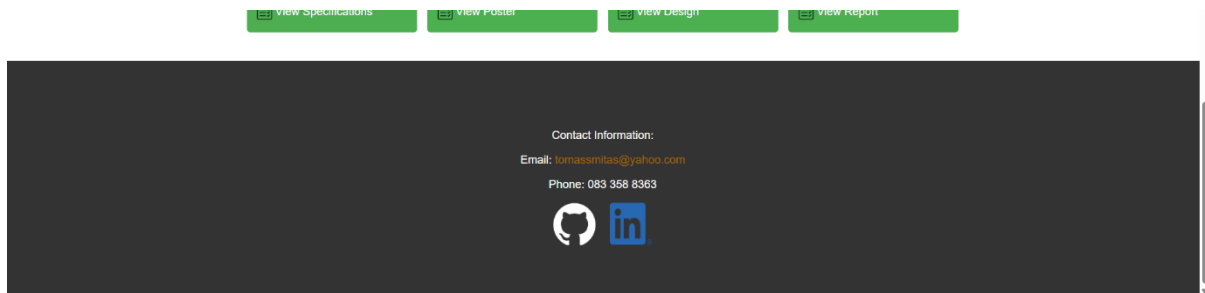 View Specifications View Poster View Design View Report
Contact Information:
Email: tomassmitas@yahoo.com
Phone: 083 358 8363
in